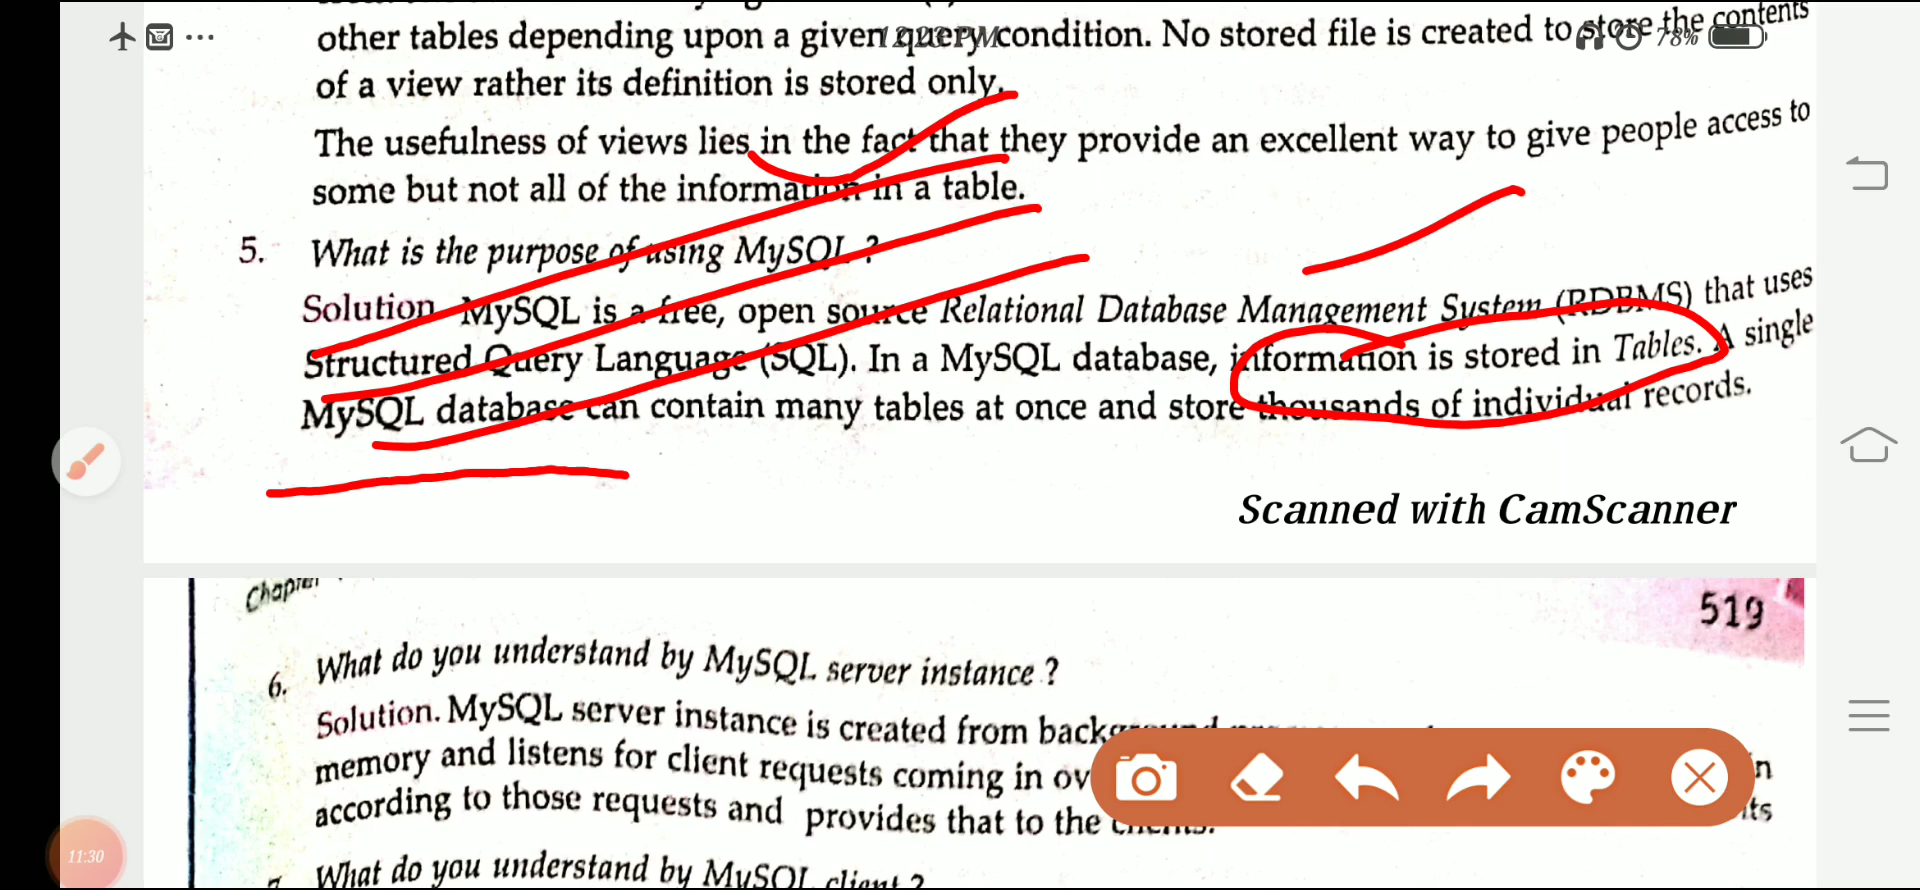 other tables depending upon a given query condition. No stored file is created to store the contents
12:23 PM
78%
of a view rather its definition is stored only.
The usefulness of views lies in the fact that they provide an excellent way to give people access to
some but not all of the information in a table.
5. What is the purpose of using MySQL ?
Solution. MySQL is a free, open source Relational Database Management System (RDBMS) that uses
Structured Query Language (SQL). In a MySQL database, information is stored in Tables. A single
MySQL database can contain many tables at once and store thousands of individual records.
Scanned with CamScanner
Chapter
519
6. What do you understand by MySQL server instance ?
Solution. MySQL server instance is created from
memory and listens for client requests coming in
according to those requests and provides that to the clients.
11:30
What do you understand by MySQL client ?